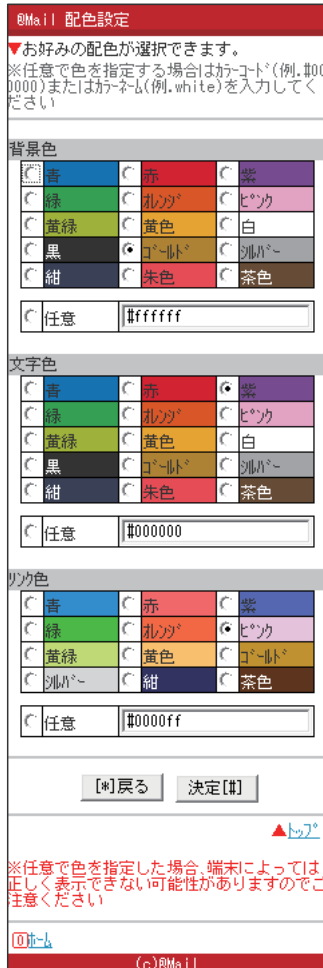 @Mail 配色設定
▼お好みの配色が選択できます。
※任意で色を指定する場合はｶﾗｰｺｰﾄﾞ(例.#00
0000)またはｶﾗｰﾈｰﾑ(例.white)を入力してく
ださい
背景色
青 赤 紫
緑 ｵﾚﾝｼﾞ ﾋﾟﾝｸ
黄緑 黄色 白
黒 ｺﾞｰﾙﾄﾞ ｼﾙﾊﾞｰ
紺 朱色 茶色
任意 #ffffff
文字色
青 赤 紫
緑 ｵﾚﾝｼﾞ ﾋﾟﾝｸ
黄緑 黄色 白
黒 ｺﾞｰﾙﾄﾞ ｼﾙﾊﾞｰ
紺 朱色 茶色
任意 #000000
ﾘﾝｸ色
青 赤 紫
緑 ｵﾚﾝｼﾞ ﾋﾟﾝｸ
黄緑 黄色 ｺﾞｰﾙﾄﾞ
ｼﾙﾊﾞｰ 紺 茶色
任意 #0000ff
[*]戻る 決定[#]
▲ﾄｯﾌﾟ
※任意で色を指定した場合､端末によっては
正しく表示できない可能性がありますのでご
注意ください
0ﾎｰﾑ
(c)@Mail